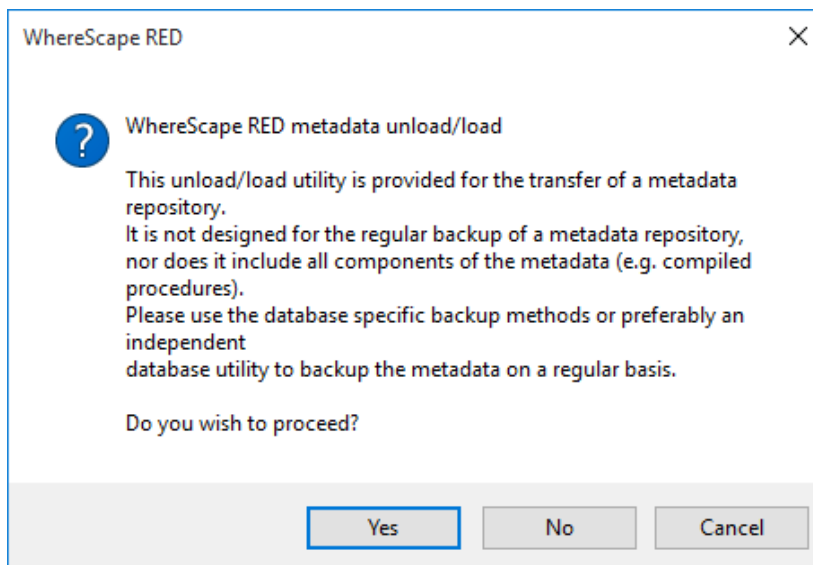 WhereScape RED
WhereScape RED metadata unload/load
This unload/load utility is provided for the transfer of a metadata
repository.
It is not designed for the regular backup of a metadata repository,
nor does it include all components of the metadata (e.g. compiled
procedures).
Please use the database specific backup methods or preferably an
independent
database utility to backup the metadata on a regular basis.
Do you wish to proceed?
Yes
No
Cancel